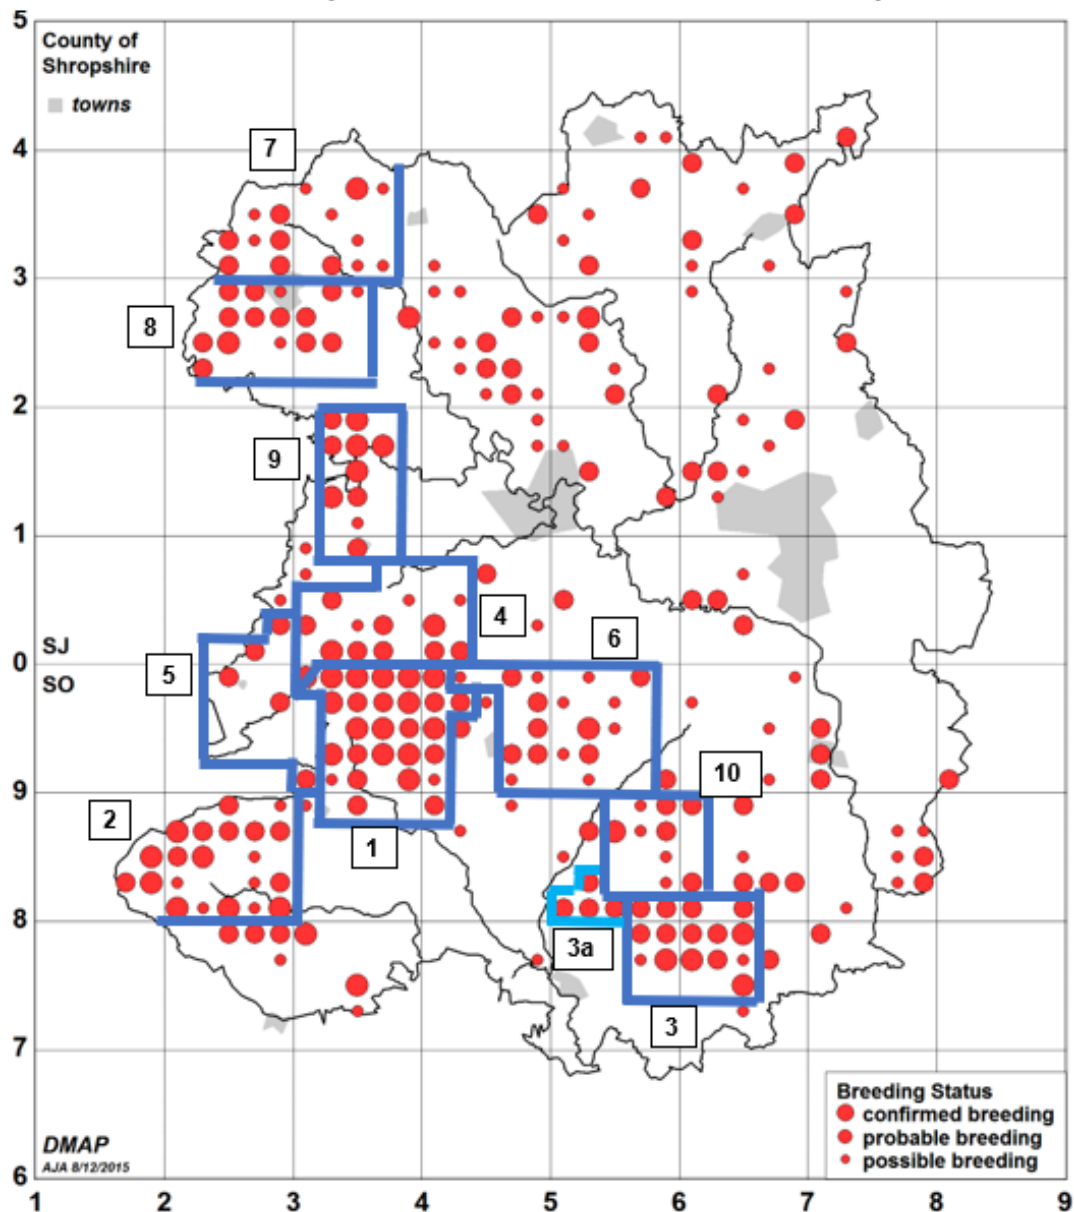 5
County of
Shropshire
towns
4
7
3
8
2
9
1
4
6
SJ
0
SO
5
10
9
2
1
8
3a
3
7
Breeding Status
confirmed breeding
probable breeding
possible breeding
DMAP
AJA 8/12/2015
6
1 2 3 4 5 6 7 8 9